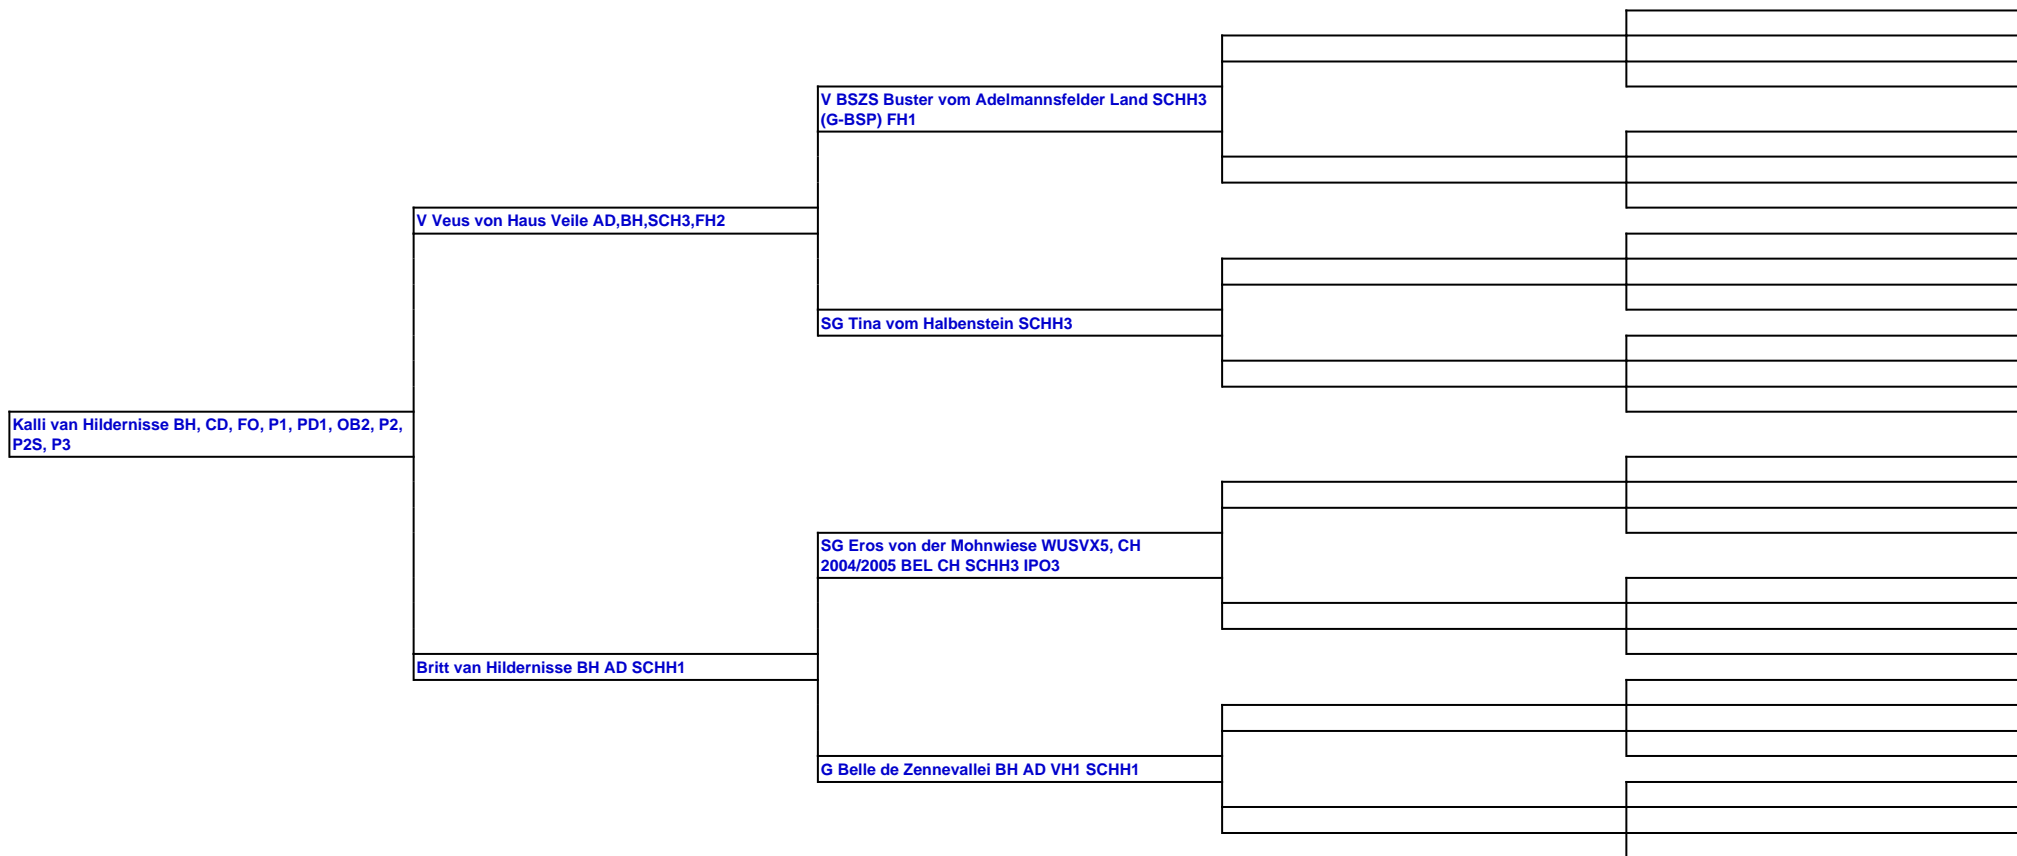 V BSZS Buster vom Adelmannsfelder Land SCHH3
(G-BSP) FH1
V Veus von Haus Veile AD,BH,SCH3,FH2
SG Tina vom Halbenstein SCHH3
Kalli van Hildernisse BH, CD, FO, P1, PD1, OB2, P2,
P2S, P3
SG Eros von der Mohnwiese WUSVX5, CH
2004/2005 BEL CH SCHH3 IPO3
Britt van Hildernisse BH AD SCHH1
G Belle de Zennevallei BH AD VH1 SCHH1